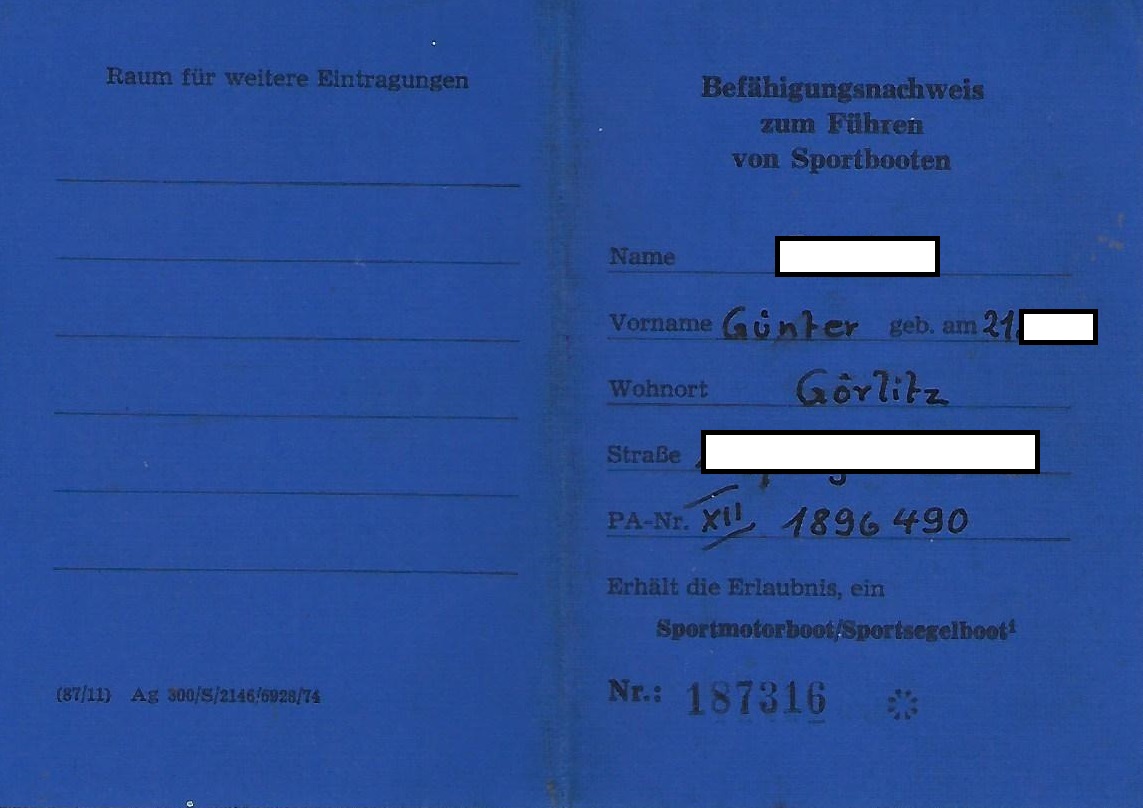 Raum für weitere Eintragungen
(87/11) Ag 300/S/2146/6928/74
Befähigungsnachweis
zum Führen
von Sportbooten
Name
Vorname Günter geb. am 21.
Wohnort Görlitz
Straße
PA-Nr. XII 1896490
Erhält die Erlaubnis, ein
Sportmotorboot/Sportsegelboot¹
Nr.: 187316